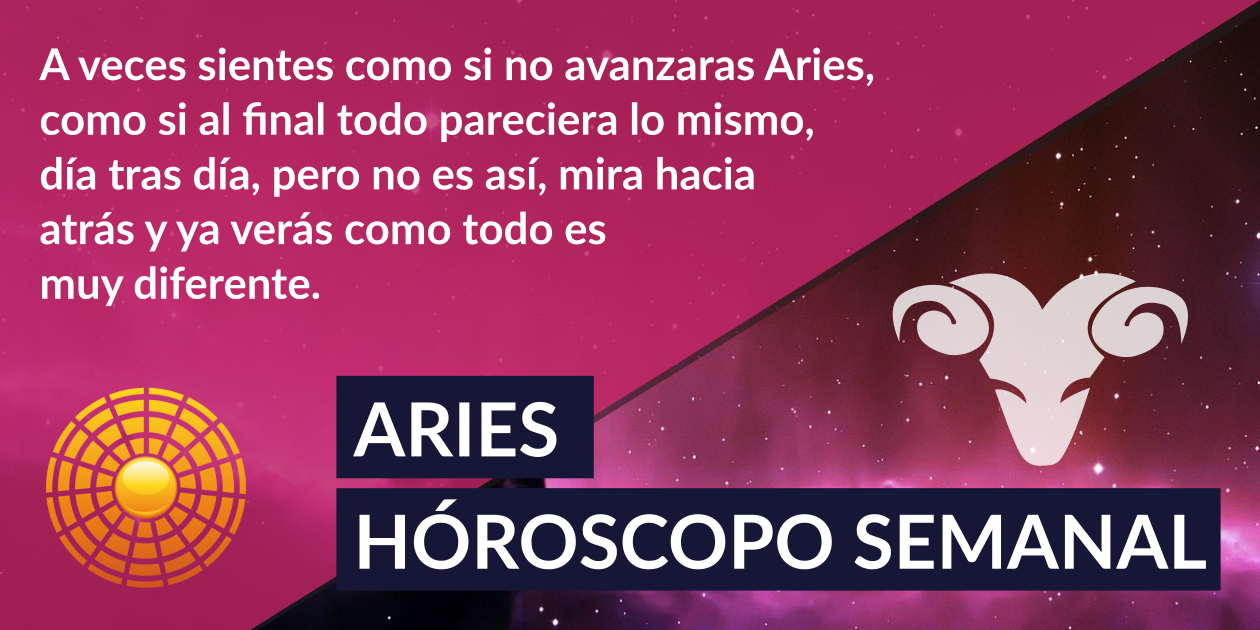 A veces sientes como si no avanzaras Aries,
como si al final todo pareciera lo mismo,
día tras día, pero no es así, mira hacia
atrás y ya verás como todo es
muy diferente.
ARIES
HÓROSCOPO SEMANAL